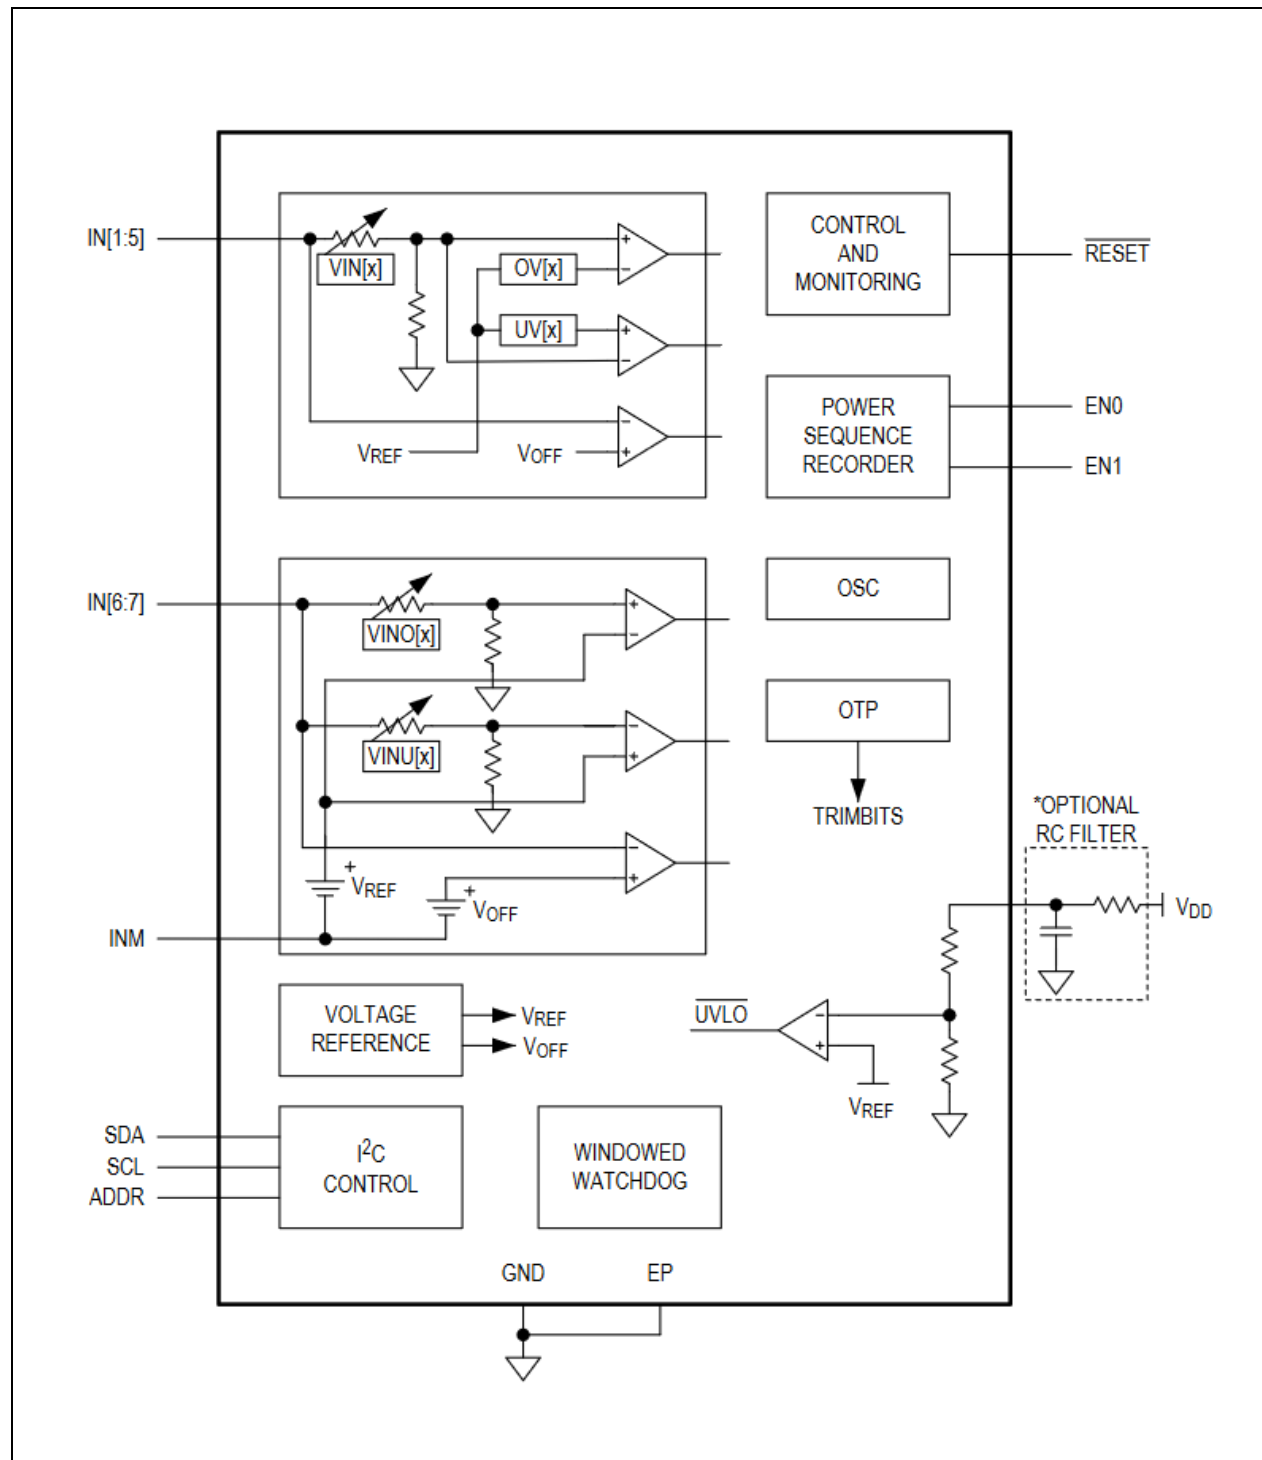 IN[1:5]
VIN[x]
OV[x]
UV[x]
+
−
+
−
−
+
VREF
VOFF
CONTROL
AND
MONITORING
RESET
POWER
SEQUENCE
RECORDER
EN0
EN1
IN[6:7]
VINO[x]
+
−
VINU[x]
−
+
−
+
+
VREF
+
VOFF
INM
OSC
OTP
TRIMBITS
*OPTIONAL
RC FILTER
VDD
VOLTAGE
REFERENCE
VREF
VOFF
UVLO
−
+
VREF
SDA
SCL
ADDR
I²C
CONTROL
WINDOWED
WATCHDOG
GND
EP